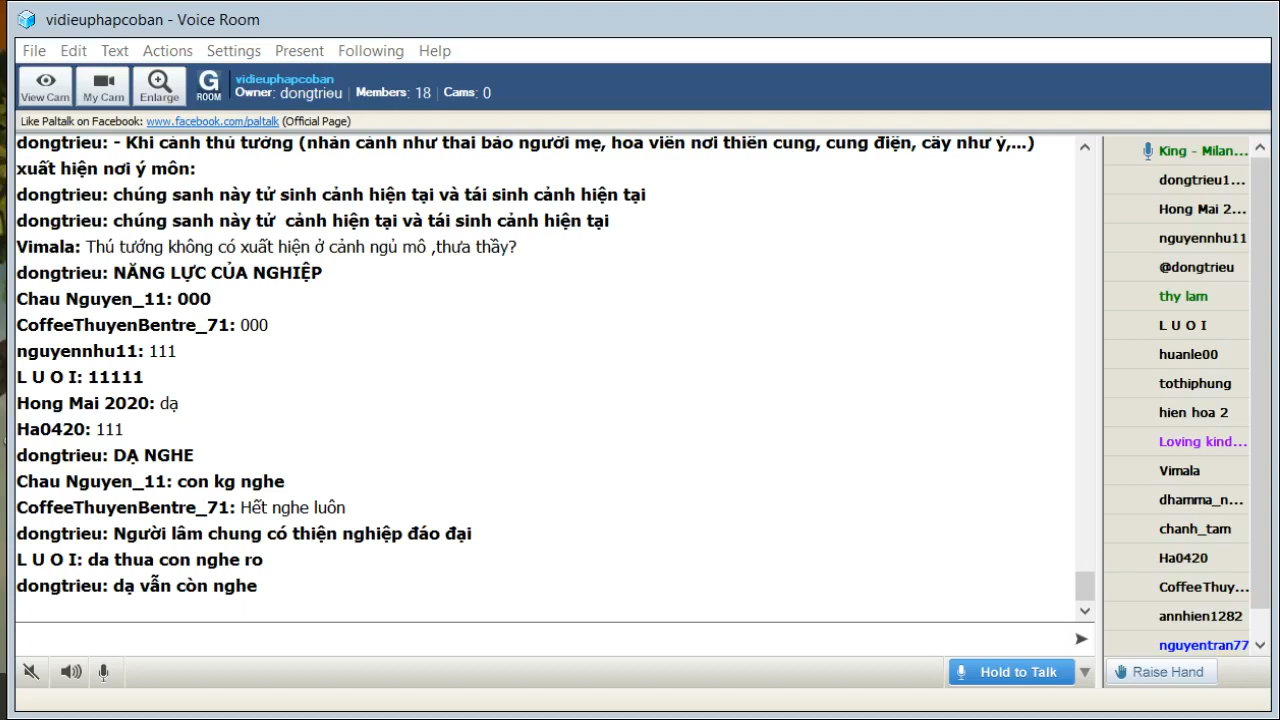 vidieuphapcoban - Voice Room
File Edit Text Actions Settings Present Following Help
View Cam
My Cam
Enlarge
G ROOM
vidieuphapcoban
Owner: dongtrieu | Members: 18 | Cams: 0
Like Paltalk on Facebook: www.facebook.com/paltalk (Official Page)
dongtrieu: - Khi cảnh thú tướng (nhân cảnh như thai bào người mẹ, hoa viên nơi thiên cung, cung điện, cây như ý,...)
xuất hiện nơi ý môn:
dongtrieu: chúng sanh này tử sinh cảnh hiện tại và tái sinh cảnh hiện tại
dongtrieu: chúng sanh này tử  cảnh hiện tại và tái sinh cảnh hiện tại
Vimala: Thú tướng không có xuất hiện ở cảnh ngủ mô ,thưa thầy?
dongtrieu: NĂNG LỰC CỦA NGHIỆP
Chau Nguyen_11: 000
CoffeeThuyenBentre_71: 000
nguyennhu11: 111
L U O I: 11111
Hong Mai 2020: dạ
Ha0420: 111
dongtrieu: DẠ NGHE
Chau Nguyen_11: con kg nghe
CoffeeThuyenBentre_71: Hết nghe luôn
dongtrieu: Người lâm chung có thiện nghiệp đáo đại
L U O I: da thua con nghe ro
dongtrieu: dạ vẫn còn nghe
King - Milan...
dongtrieu1...
Hong Mai 2...
nguyennhu11
@dongtrieu
thy lam
L U O I
huanle00
tothiphung
hien hoa 2
Loving kind...
Vimala
dhamma_n...
chanh_tam
Ha0420
CoffeeThuy...
annhien1282
nguyentran77
Hold to Talk
Raise Hand